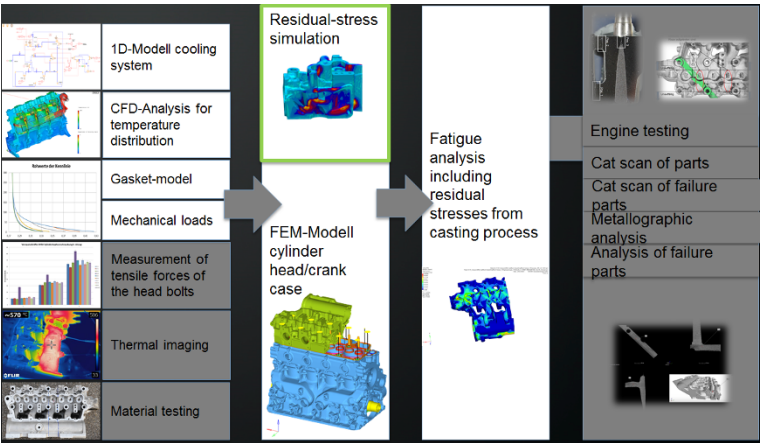 1D-Modell cooling
system
CFD-Analysis for
temperature
distribution
Gasket-model
Mechanical loads
Measurement of
tensile forces of
the head bolts
Thermal imaging
Material testing
Residual-stress
simulation
FEM-Modell
cylinder
head/crank
case
Fatigue
analysis
including
residual
stresses from
casting process
Engine testing
Cat scan of parts
Cat scan of failure
parts
Metallographic
analysis
Analysis of failure
parts